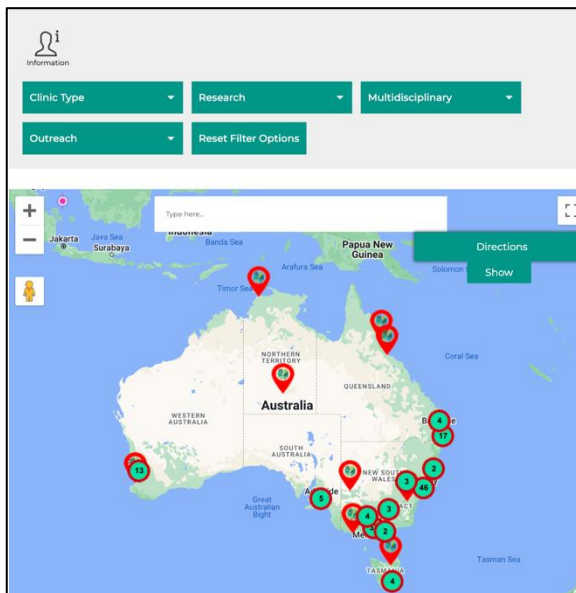 i
Information
Clinic Type
Research
Multidisciplinary
Outreach
Reset Filter Options
+
−
Type here..
Directions
Show
Jakarta
Java Sea
Surabaya
Banda Sea
Papua New
Guinea
Arafura Sea
Solomon
Timor Sea
Coral Sea
NORTHERN
TERRITORY
QUEENSLAND
Australia
WESTERN
AUSTRALIA
SOUTH
AUSTRALIA
4
17
13
NEW SOUTH
WALES
2
3
46
5
Great
Australian
Bight
3
4
2
TASMANIA
4
Tasman Sea